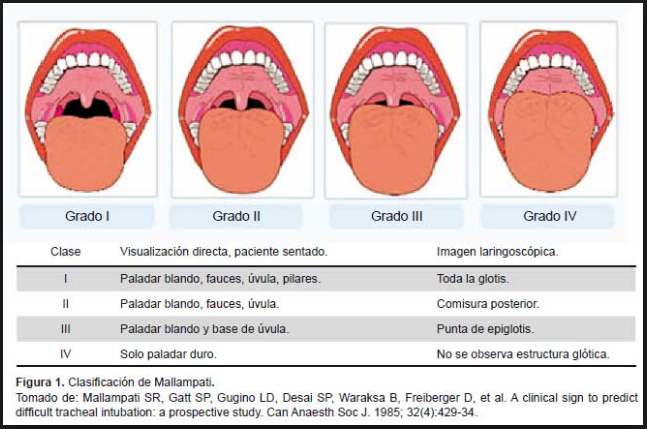 Grado I Grado II Grado III Grado IV
Clase Visualización directa, paciente sentado. Imagen laringoscópica.
I Paladar blando, fauces, úvula, pilares. Toda la glotis.
II Paladar blando, fauces, úvula. Comisura posterior.
III Paladar blando y base de úvula. Punta de epiglotis.
IV Solo paladar duro. No se observa estructura glótica.
Figura 1. Clasificación de Mallampati.
Tomado de: Mallampati SR, Gatt SP, Gugino LD, Desai SP, Waraksa B, Freiberger D, et al. A clinical sign to predict
difficult tracheal intubation: a prospective study. Can Anaesth Soc J. 1985; 32(4):429-34.